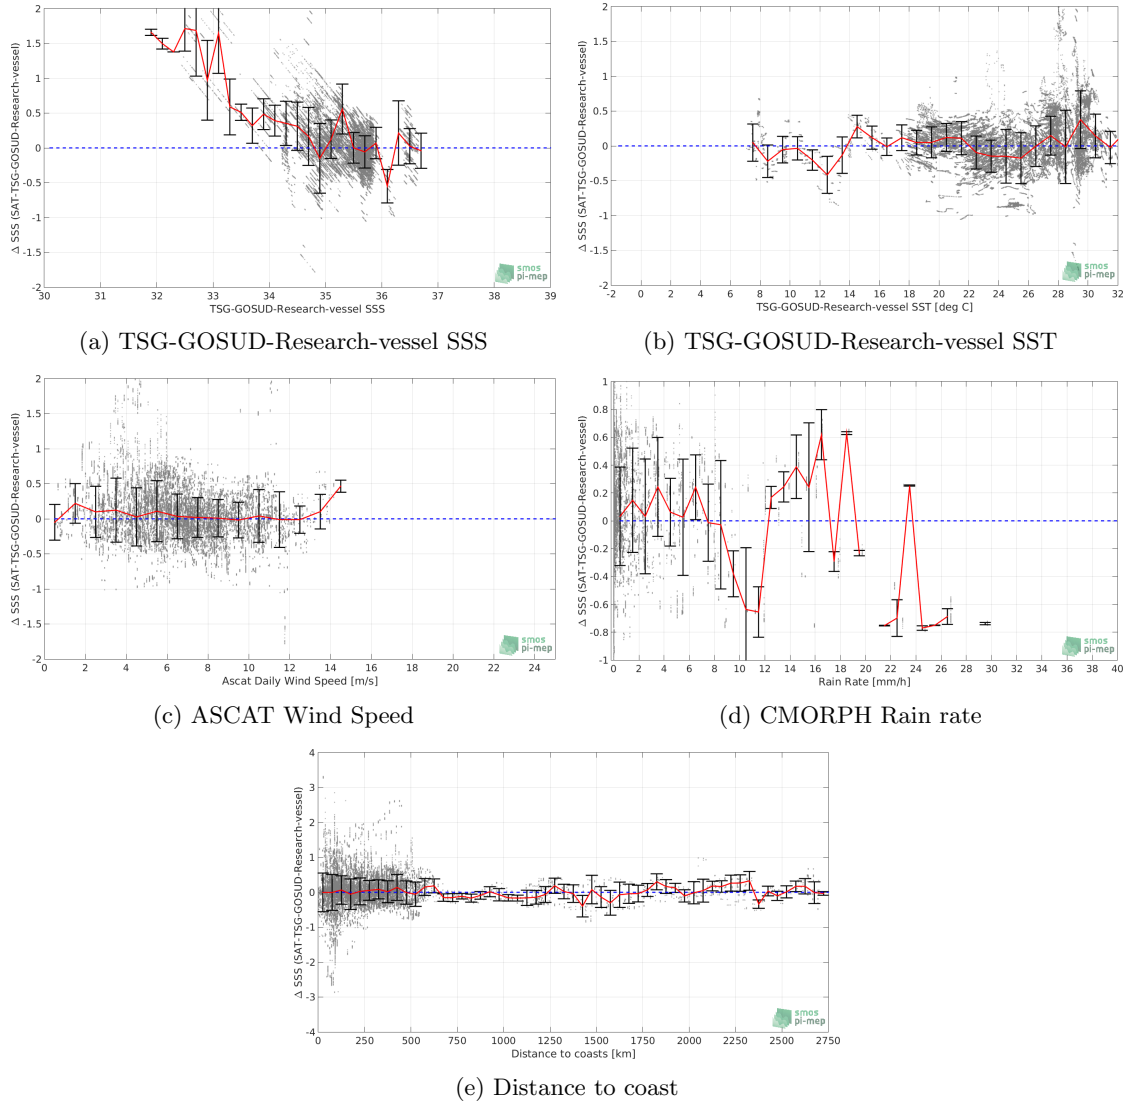 2
1.5
1
0.5
0
-0.5
-1
-1.5
-2
Δ SSS (SAT-TSG-GOSUD-Research-vessel)
30 31 32 33 34 35 36 37 38 39
TSG-GOSUD-Research-vessel SSS
smos
pi-mep
(a) TSG-GOSUD-Research-vessel SSS
2
1.5
1
0.5
0
-0.5
-1
-1.5
-2
Δ SSS (SAT-TSG-GOSUD-Research-vessel)
-2 0 2 4 6 8 10 12 14 16 18 20 22 24 26 28 30 32
TSG-GOSUD-Research-vessel SST [deg C]
smos
pi-mep
(b) TSG-GOSUD-Research-vessel SST
2
1.5
1
0.5
0
-0.5
-1
-1.5
-2
Δ SSS (SAT-TSG-GOSUD-Research-vessel)
0 2 4 6 8 10 12 14 16 18 20 22 24
Ascat Daily Wind Speed [m/s]
smos
pi-mep
(c) ASCAT Wind Speed
1
0.8
0.6
0.4
0.2
0
-0.2
-0.4
-0.6
-0.8
-1
Δ SSS (SAT-TSG-GOSUD-Research-vessel)
0 2 4 6 8 10 12 14 16 18 20 22 24 26 28 30 32 34 36 38 40
Rain Rate [mm/h]
smos
pi-mep
(d) CMORPH Rain rate
4
3
2
1
0
-1
-2
-3
-4
Δ SSS (SAT-TSG-GOSUD-Research-vessel)
0 250 500 750 1000 1250 1500 1750 2000 2250 2500 2750
Distance to coasts [km]
smos
pi-mep
(e) Distance to coast